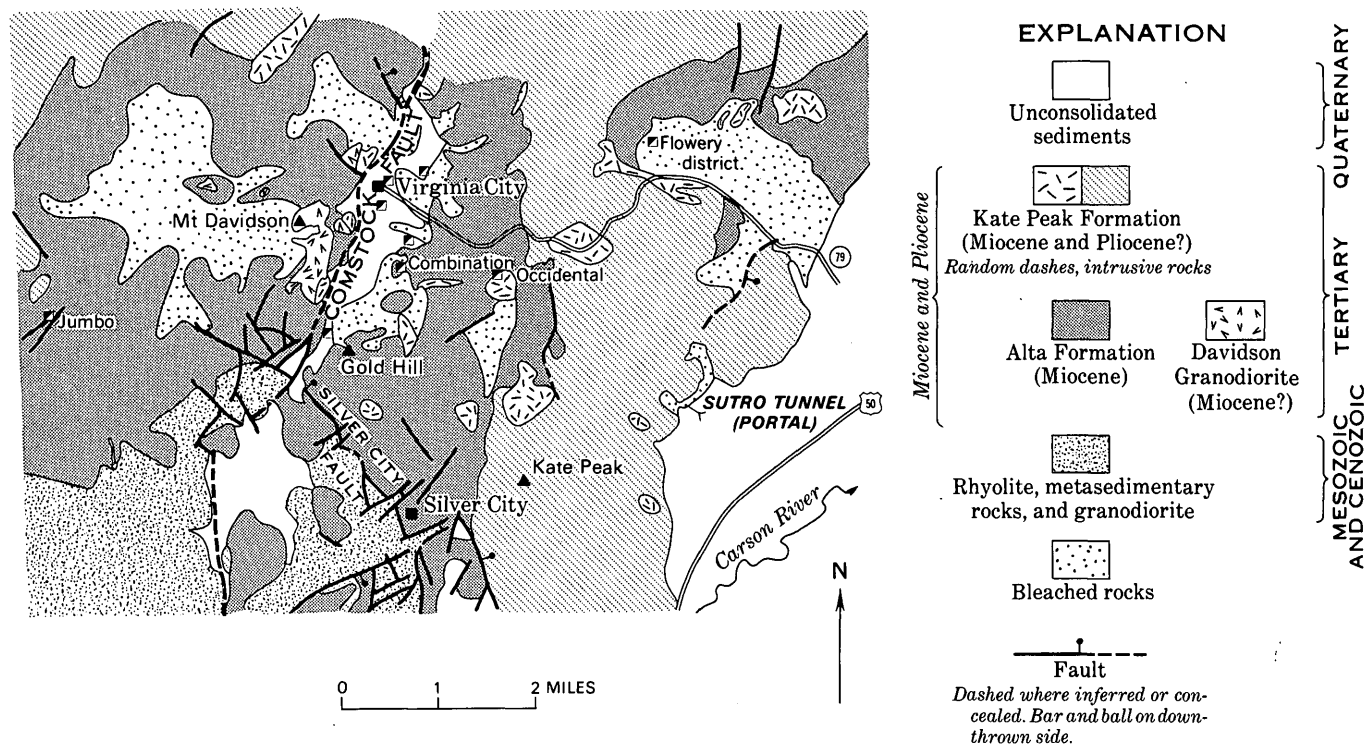 COMSTOCK FAULT
Flowery
district.
Virginia City
Mt Davidson
79
Combination
Occidental
Jumbo
Gold Hill
SILVER CITY
FAULT
SUTRO TUNNEL
(PORTAL)
50
Kate Peak
Silver City
Carson River
N
0 1 2 MILES
EXPLANATION
Unconsolidated
sediments
QUATERNARY
Kate Peak Formation
(Miocene and Pliocene?)
Random dashes, intrusive rocks
Miocene and Pliocene
Alta Formation
(Miocene)
Davidson
Granodiorite
(Miocene?)
TERTIARY
Rhyolite, metasedimentary
rocks, and granodiorite
MESOZOIC
AND CENOZOIC
Bleached rocks
Fault
Dashed where inferred or con-
cealed. Bar and ball on down-
thrown side.